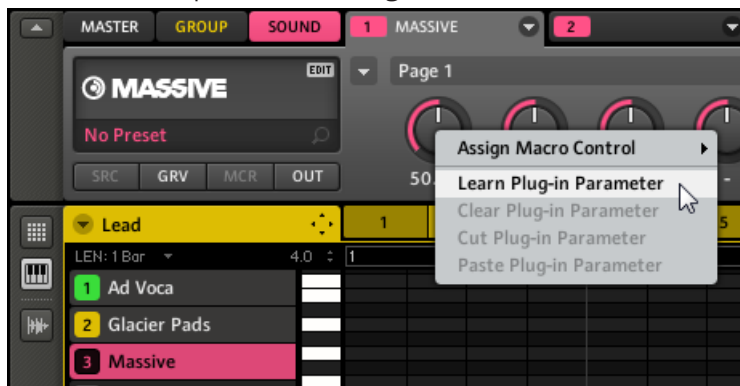 MASTER GROUP SOUND 1 MASSIVE 2
MASSIVE EDIT Page 1
No Preset
SRC GRV MCR OUT 50.
Assign Macro Control
Learn Plug-in Parameter
Clear Plug-in Parameter
Cut Plug-in Parameter
Paste Plug-in Parameter
Lead 1 5
LEN: 1 Bar 4.0 1
1 Ad Voca
2 Glacier Pads
3 Massive